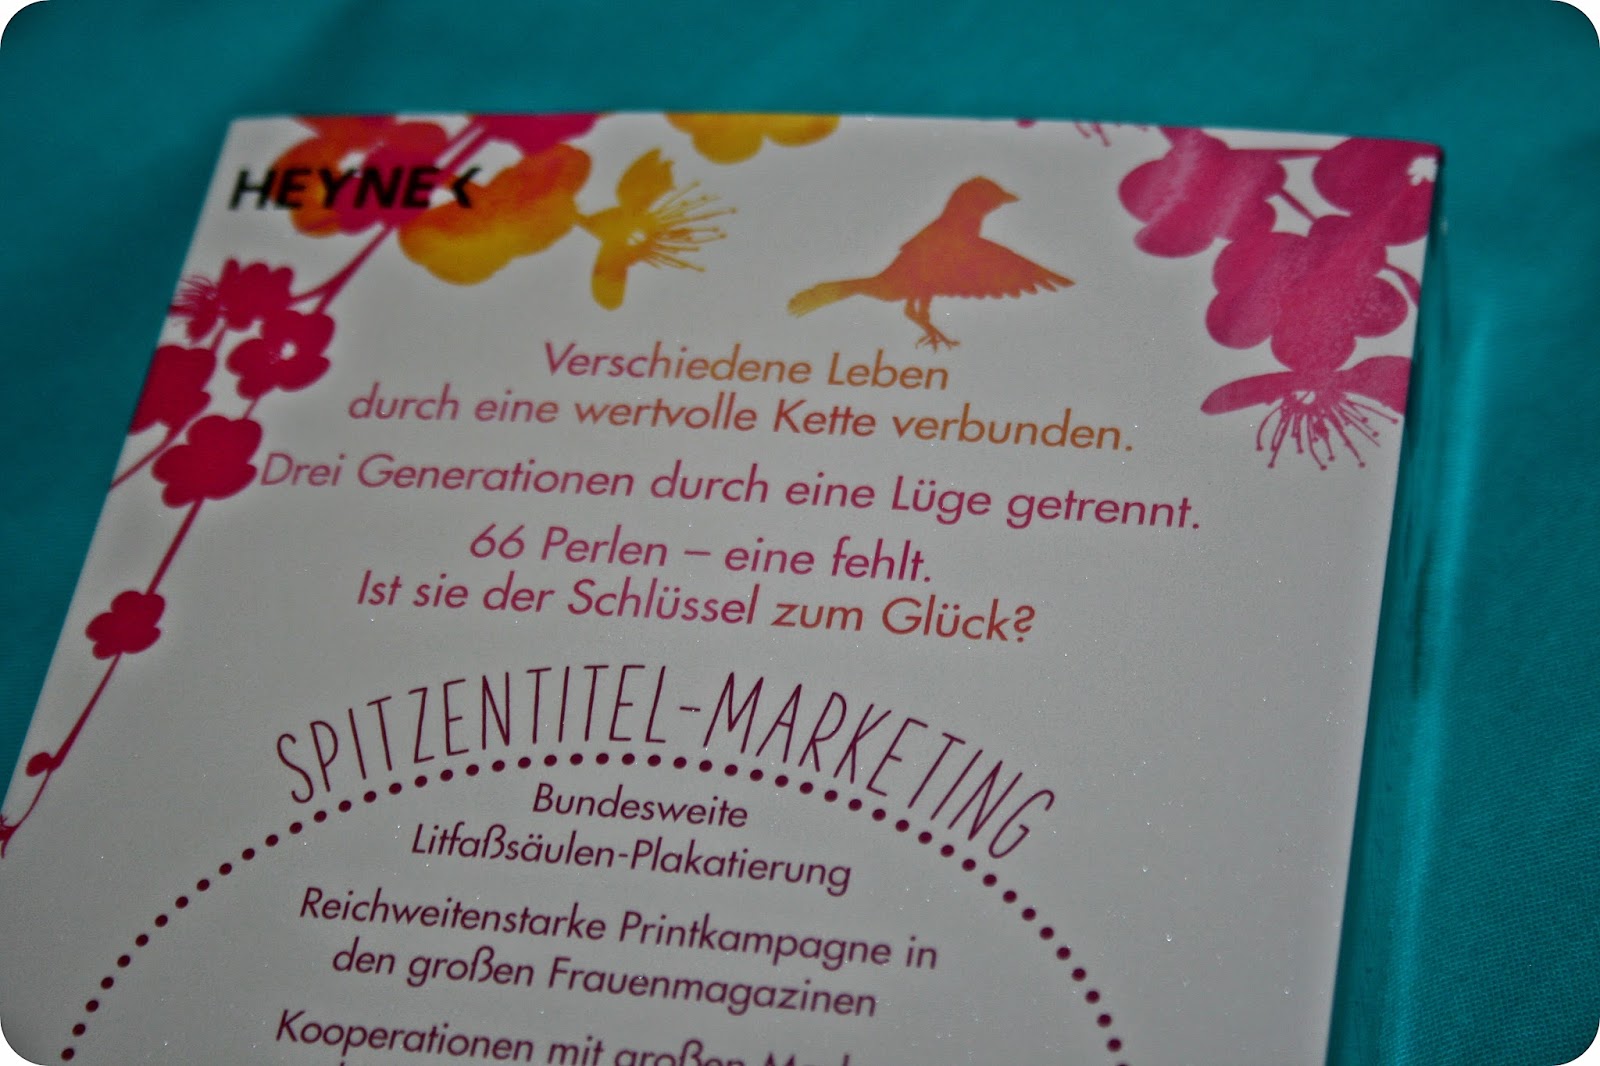 HEYNE
Verschiedene Leben
durch eine wertvolle Kette verbunden.
Drei Generationen durch eine Lüge getrennt.
66 Perlen – eine fehlt.
Ist sie der Schlüssel zum Glück?
SPITZENTITEL-MARKETING
Bundesweite
Litfaßsäulen-Plakatierung
Reichweitenstarke Printkampagne in
den großen Frauenmagazinen
Kooperationen mit großen